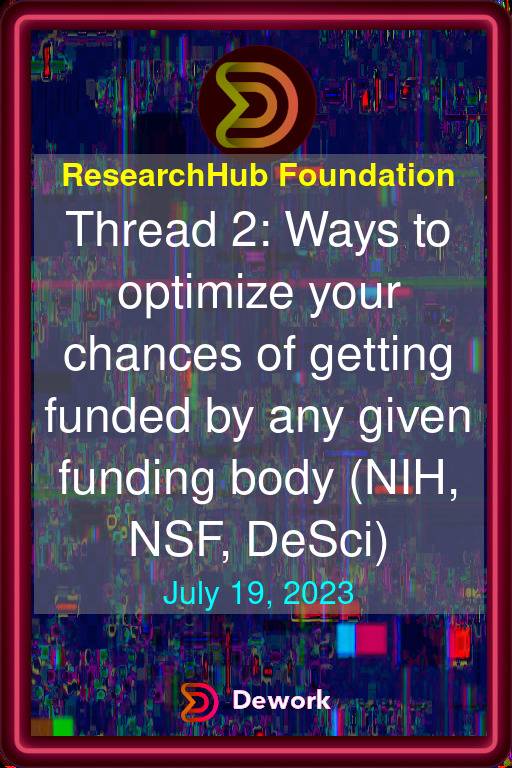 ResearchHub Foundation
Thread 2: Ways to
optimize your
chances of getting
funded by any given
funding body (NIH,
NSF, DeSci)
July 19, 2023
Dework